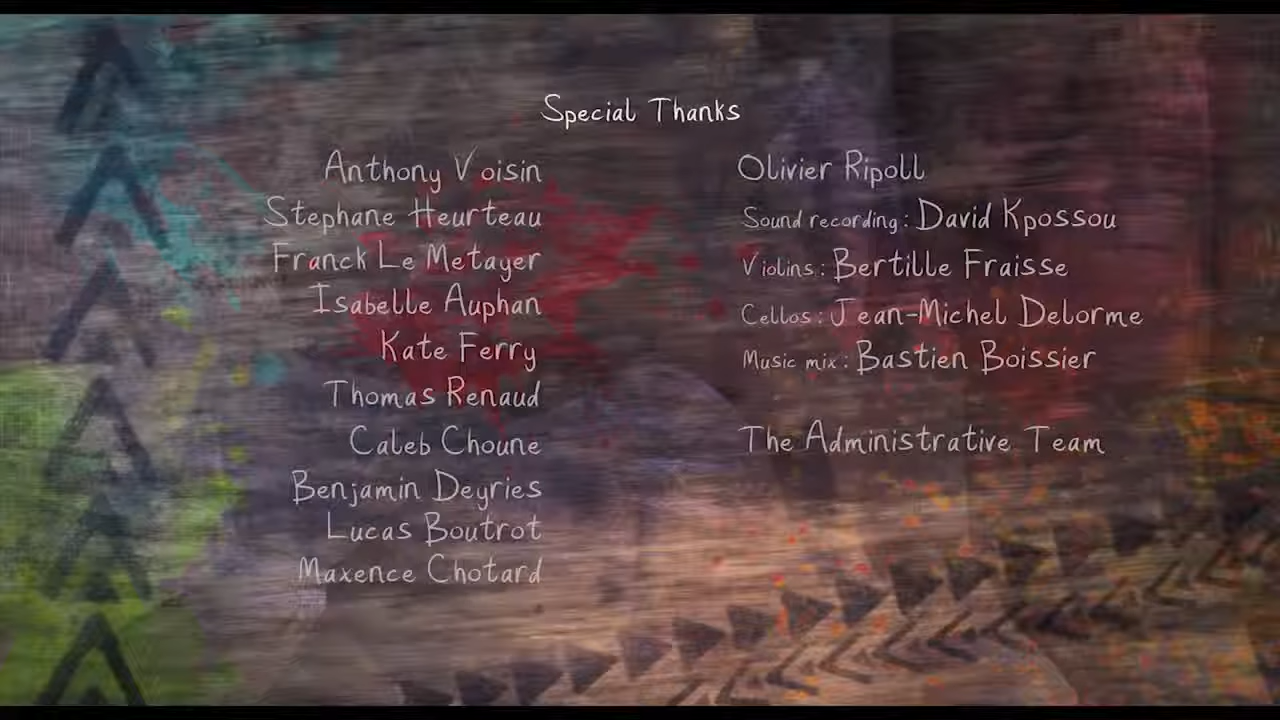 Special Thanks
Anthony Voisin
Stephane Heurteau
Franck Le Metayer
Isabelle Auphan
Kate Ferry
Thomas Renaud
Caleb Choune
Benjamin Deyries
Lucas Boutrot
Maxence Chotard
Olivier Ripoll
Sound recording: David Kpossou
Violins: Bertille Fraisse
Cellos: Jean-Michel Delorme
Music mix: Bastien Boissier
The Administrative Team